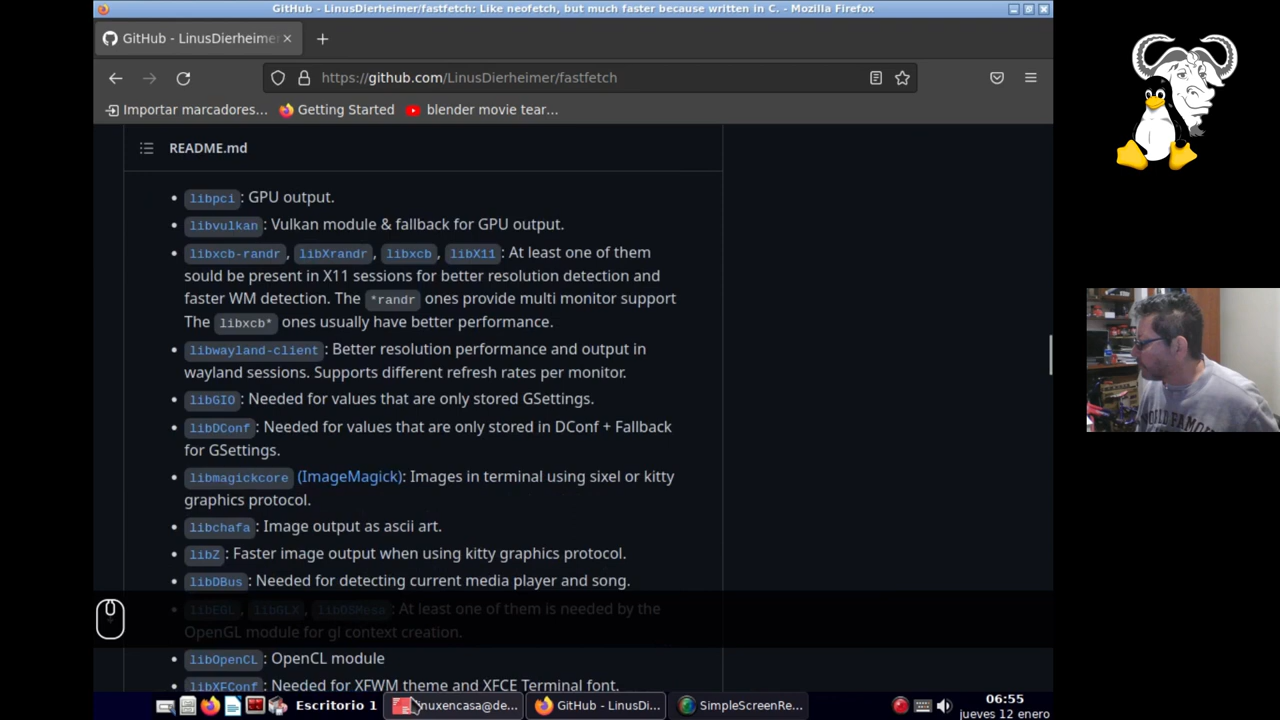 GitHub - LinusDierheimer/fastfetch: Like neofetch, but much faster because written in C. - Mozilla Firefox
GitHub - LinusDierheimer
https://github.com/LinusDierheimer/fastfetch
Importar marcadores... Getting Started blender movie tear...
README.md
libpci: GPU output.
libvulkan: Vulkan module & fallback for GPU output.
libxcb-randr, libXrandr, libxcb, libX11: At least one of them
sould be present in X11 sessions for better resolution detection and
faster WM detection. The *randr ones provide multi monitor support
The libxcb* ones usually have better performance.
libwayland-client: Better resolution performance and output in
wayland sessions. Supports different refresh rates per monitor.
libGIO: Needed for values that are only stored GSettings.
libDConf: Needed for values that are only stored in DConf + Fallback
for GSettings.
libmagickcore (ImageMagick): Images in terminal using sixel or kitty
graphics protocol.
libchafa: Image output as ascii art.
libZ: Faster image output when using kitty graphics protocol.
libDBus: Needed for detecting current media player and song.
libEGL, libGLX, libOSMesa: At least one of them is needed by the
OpenGL module for gl context creation.
libOpenCL: OpenCL module
libXFConf: Needed for XFWM theme and XFCE Terminal font.
Escritorio 1 linuxencasa@de... GitHub - LinusDi... SimpleScreenRe... 06:55
jueves 12 enero